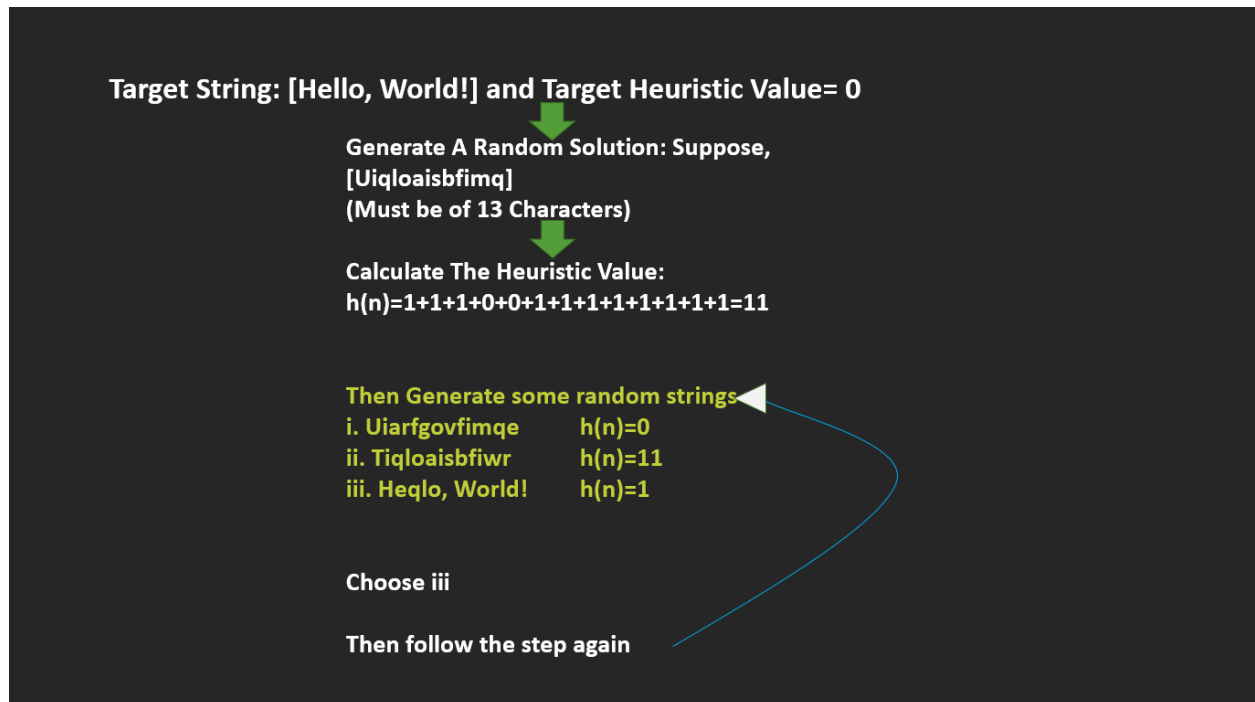 Target String: [Hello, World!] and Target Heuristic Value= 0
Generate A Random Solution: Suppose,
[Uiqloaisbfimq]
(Must be of 13 Characters)
Calculate The Heuristic Value:
h(n)=1+1+1+0+0+1+1+1+1+1+1+1+1=11
Then Generate some random strings
i. Uiarfgovfimqe h(n)=0
ii. Tiqloaisbfiwr h(n)=11
iii. Heqlo, World! h(n)=1
Choose iii
Then follow the step again